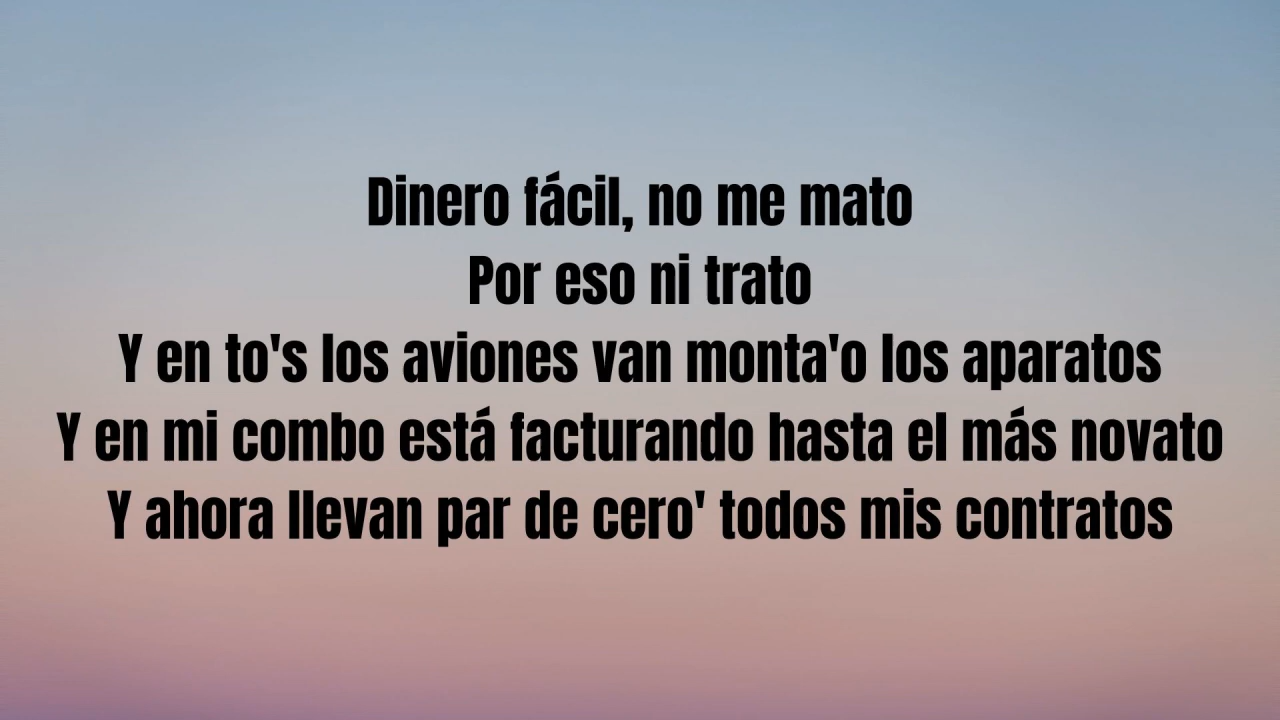 Dinero fácil, no me mato
Por eso ni trato
Y en to's los aviones van monta'o los aparatos
Y en mi combo está facturando hasta el más novato
Y ahora llevan par de cero' todos mis contratos